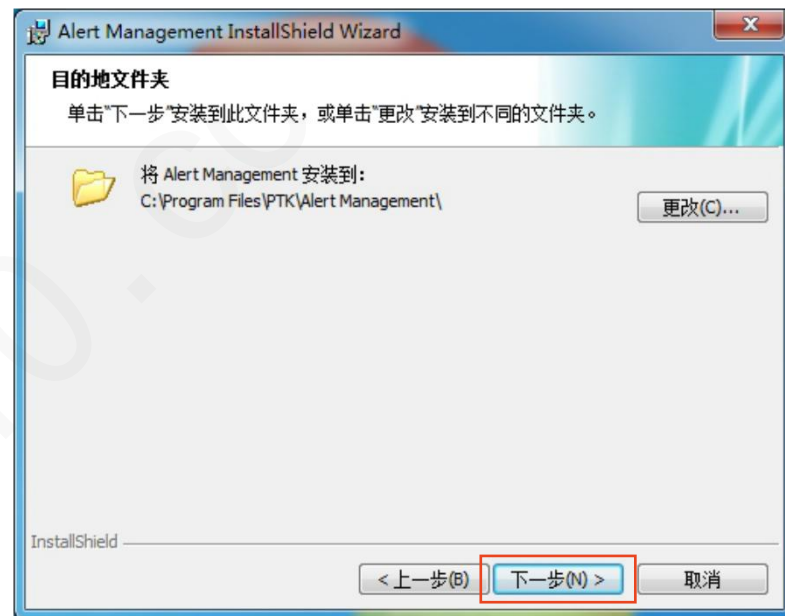 Alert Management InstallShield Wizard
目的地文件夹
单击"下一步"安装到此文件夹，或单击"更改"安装到不同的文件夹。
将 Alert Management 安装到：
C:\Program Files\PTK\Alert Management\
更改(C)...
InstallShield
<上一步(B)
下一步(N) >
取消